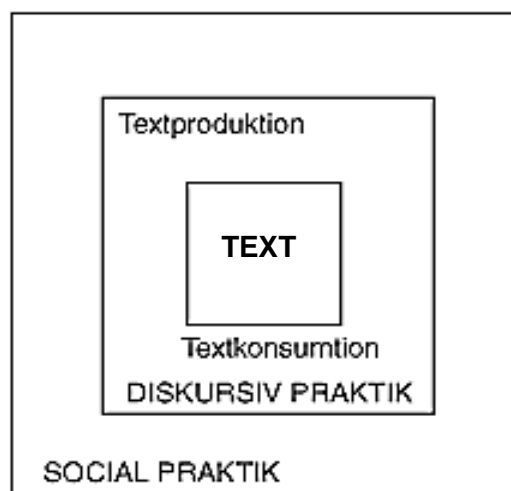 Textproduktion
TEXT
Textkonsumtion
DISKURSIV PRAKTIK
SOCIAL PRAKTIK